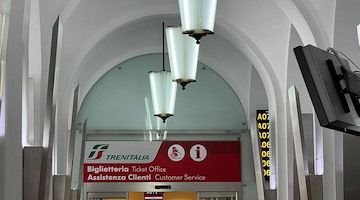 TRENITALIA
Biglietteria Ticket Office
Assistenza Clienti Customer Service